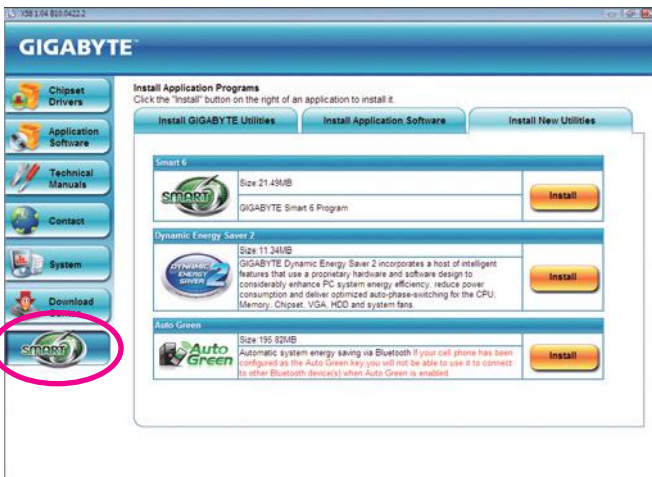 X58 1.04 B10.0422.2
GIGABYTE™
Chipset
Drivers
Application
Software
Technical
Manuals
Contact
System
Download
SMART 6
Install Application Programs
Click the "Install" button on the right of an application to install it.
Install GIGABYTE Utilities
Install Application Software
Install New Utilities
Smart 6
SMART 6
Size:21.49MB
GIGABYTE Smart 6 Program
Install
Dynamic Energy Saver 2
DYNAMIC
ENERGY
SAVER 2
Size:11.34MB
GIGABYTE Dynamic Energy Saver 2 incorporates a host of intelligent
features that use a proprietary hardware and software design to
considerably enhance PC system energy efficiency, reduce power
consumption and deliver optimized auto-phase-switching for the CPU,
Memory, Chipset, VGA, HDD and system fans.
Install
Auto Green
Auto
Green
Size:195.82MB
Automatic system energy saving via Bluetooth If your cell phone has been
configured as the Auto Green key,you will not be able to use it to connect
to other Bluetooth device(s) when Auto Green is enabled.
Install